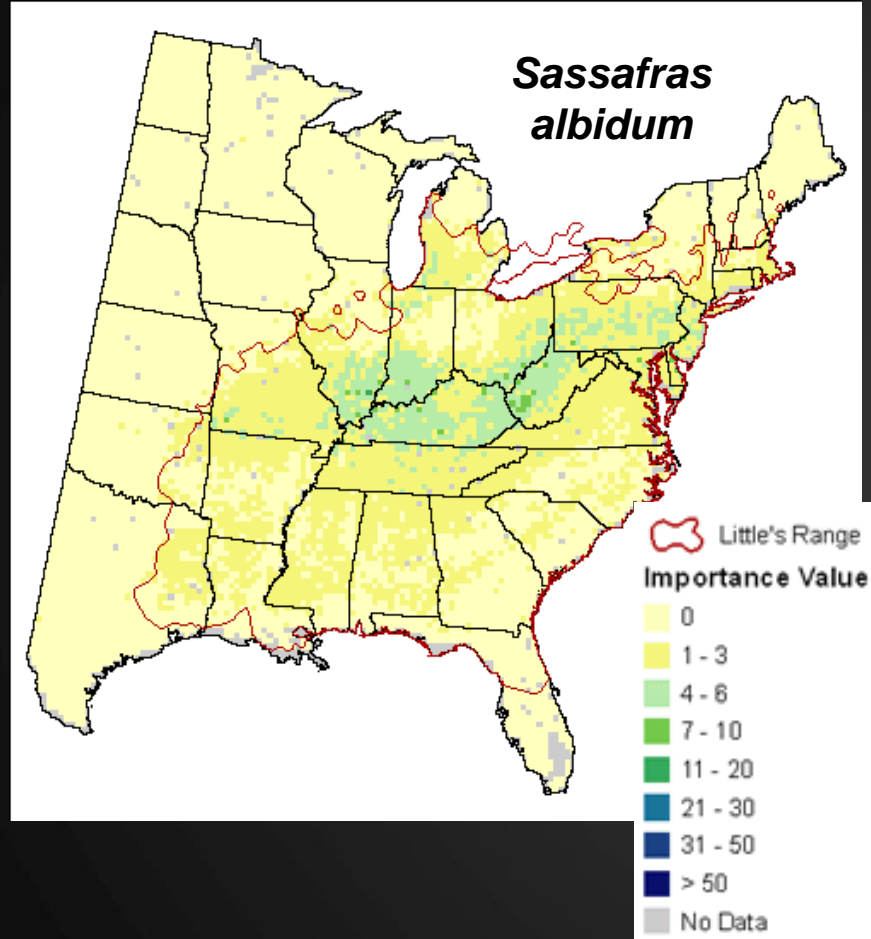 Sassafras
albidum
Little's Range
Importance Value
0
1 - 3
4 - 6
7 - 10
11 - 20
21 - 30
31 - 50
> 50
No Data